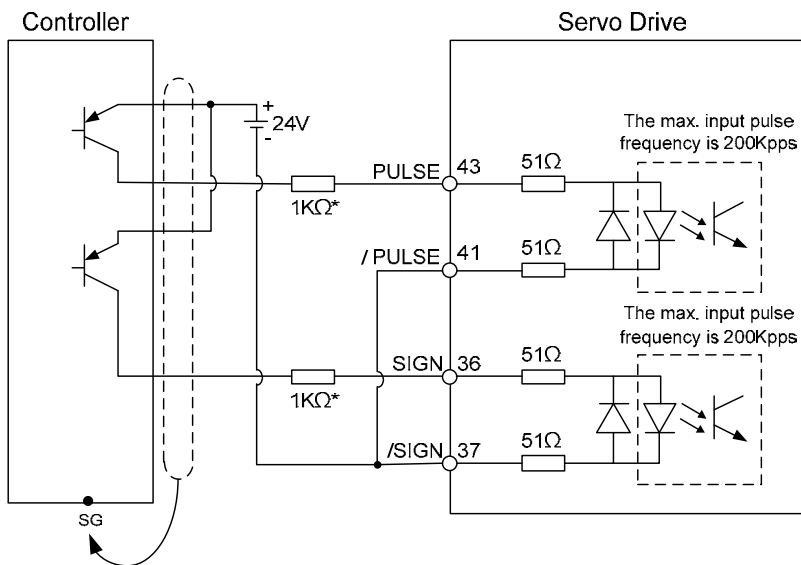 Controller
Servo Drive
+
24V
-
The max. input pulse
frequency is 200Kpps
PULSE
43
51Ω
1KΩ*
/ PULSE
41
51Ω
The max. input pulse
frequency is 200Kpps
SIGN
36
51Ω
1KΩ*
/SIGN
37
51Ω
SG